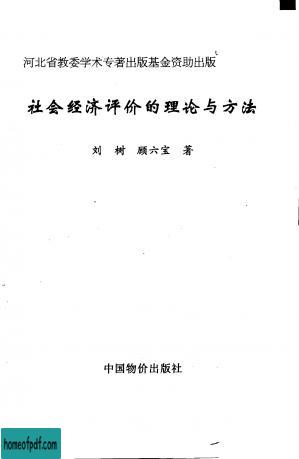 河北省教委学术专著出版基金资助出版
社会经济评价的理论与方法
刘 树 顾六宝 著
中国物价出版社
homeofpdf.com